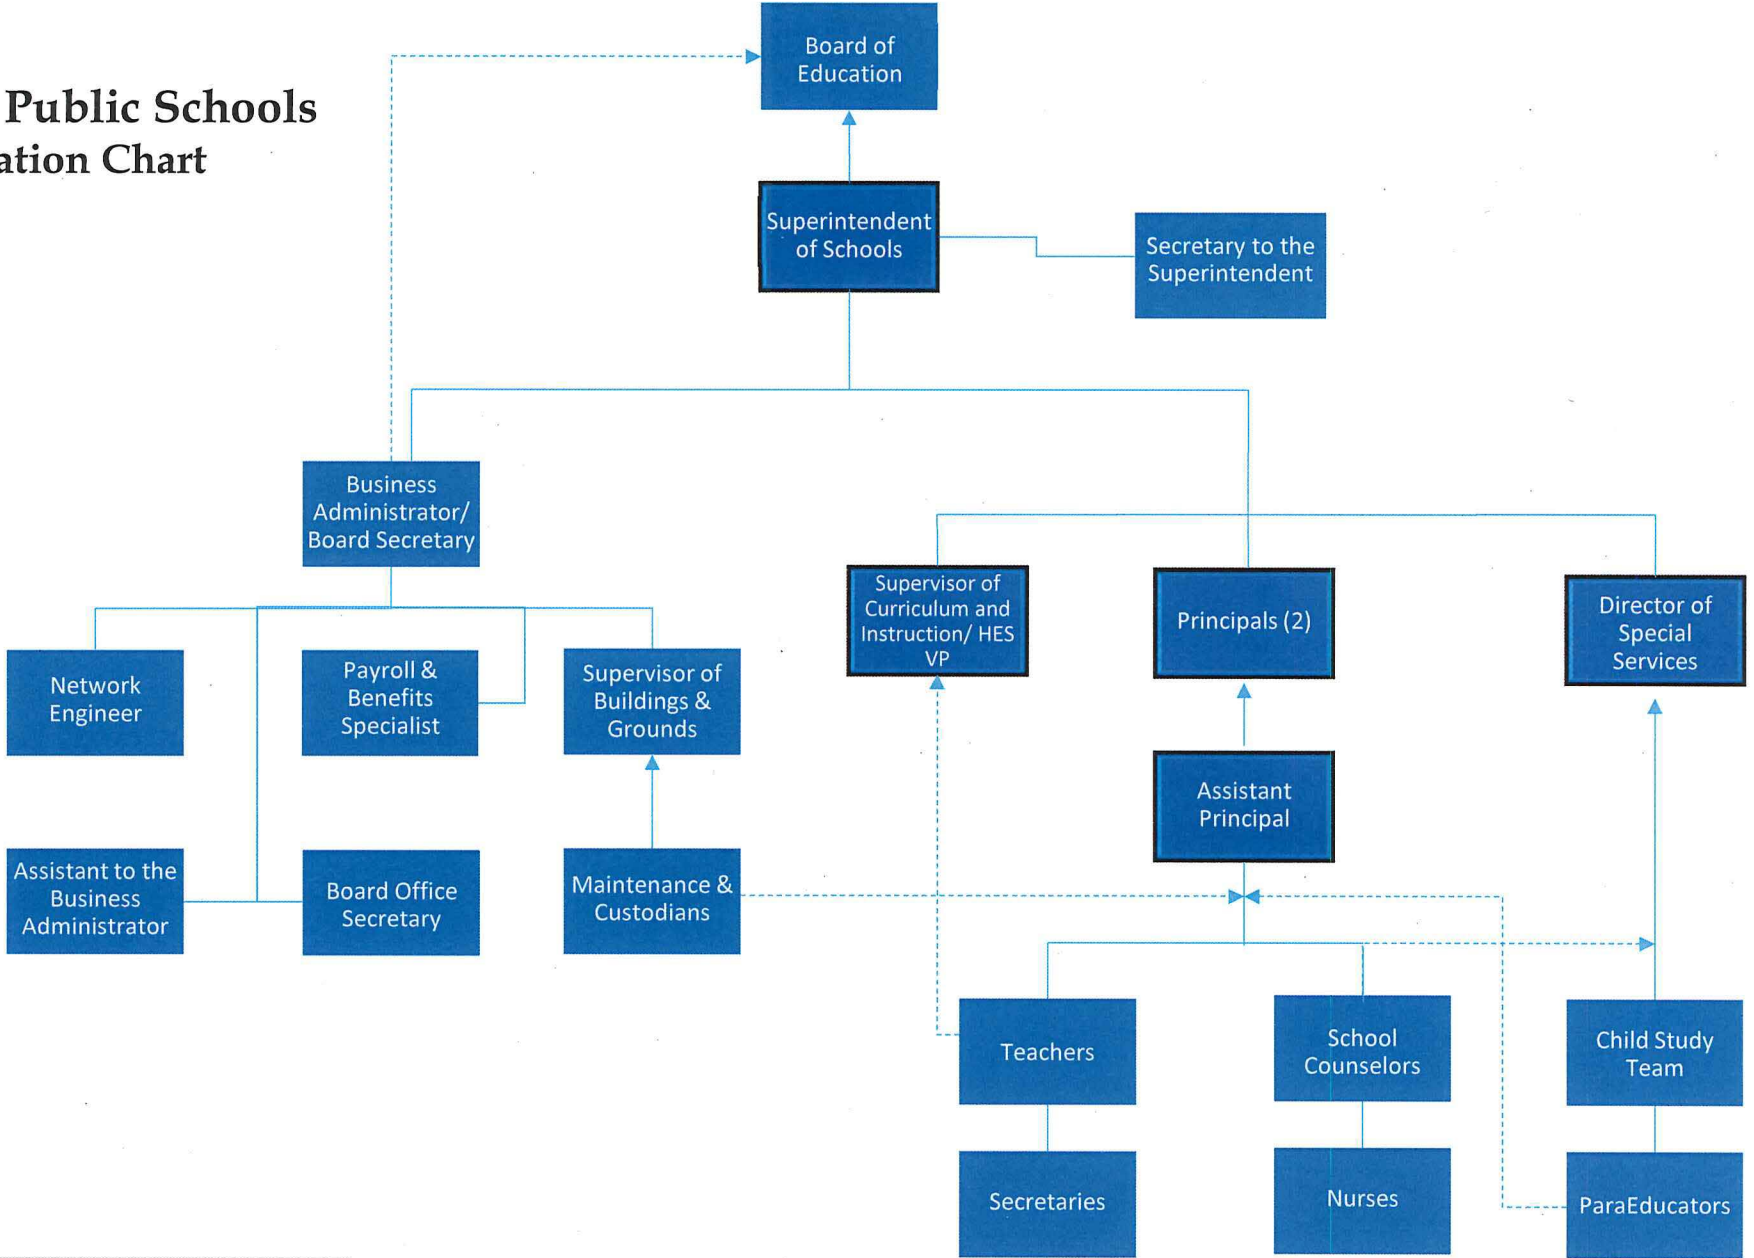 Public Schools
ation Chart
Board of
Education
Superintendent
of Schools
Secretary to the
Superintendent
Business
Administrator/
Board Secretary
Supervisor of
Curriculum and
Instruction/ HES
VP
Principals (2)
Director of
Special
Services
Network
Engineer
Payroll &
Benefits
Specialist
Supervisor of
Buildings &
Grounds
Assistant
Principal
Assistant to the
Business
Administrator
Board Office
Secretary
Maintenance &
Custodians
Teachers
School
Counselors
Child Study
Team
Secretaries
Nurses
ParaEducators